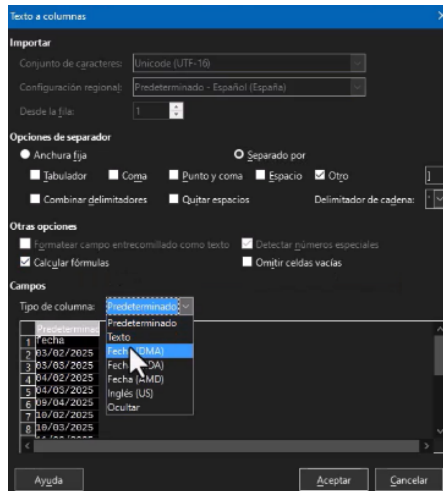 Texto a columnas
Importar
Conjunto de caracteres: Unicode (UTF-16)
Configuración regional: Predeterminado - Español (España)
Desde la fila: 1
Opciones de separador
Anchura fija Separado por
Tabulador Coma Punto y coma Espacio Otro ]
Combinar delimitadores Quitar espacios Delimitador de cadena: "
Otras opciones
Formatear campo entrecomillado como texto Detectar números especiales
Calcular fórmulas Omitir celdas vacías
Campos
Tipo de columna: Predeterminado
Predeterminado
Texto
Fecha (DMA)
Fecha (MDA)
Fecha (AMD)
Inglés (US)
Ocultar
Predeterminad
1 fecha
2 03/02/2025
3 03/03/2025
4 04/02/2025
5 04/03/2025
6 09/04/2025
7 10/02/2025
8 10/03/2025
Ayuda Aceptar Cancelar